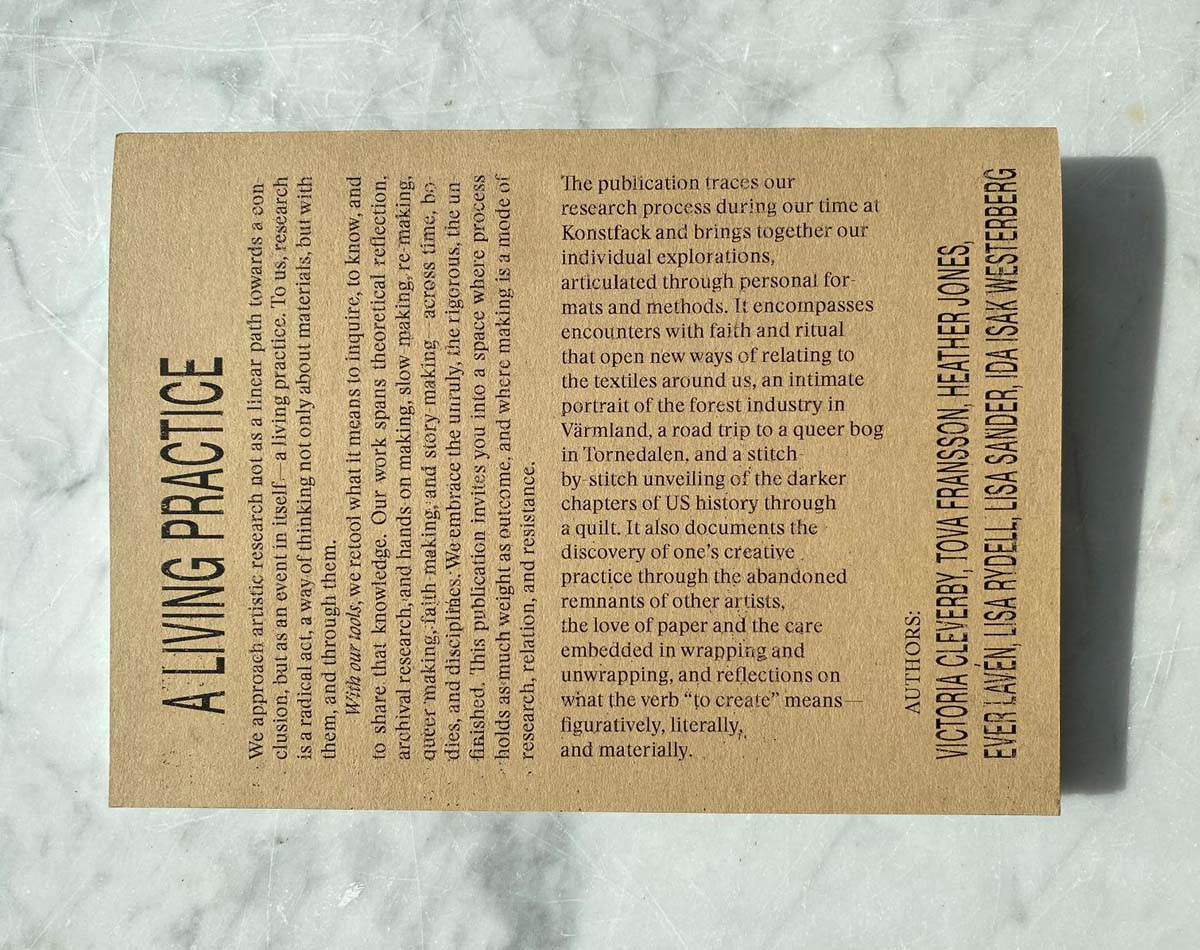 A LIVING PRACTICE
We approach artistic research not as a linear path towards a con-
clusion, but as an event in itself—a living practice. To us, research
is a radical act, a way of thinking not only about materials, but with
them, and through them.
With our tools, we retool what it means to inquire, to know, and
to share that knowledge. Our work spans theoretical reflection,
archival research, and hands-on making, slow making, re-making,
queer making, faith making, and story making—across time, bo-
dies, and disciplines. We embrace the unruly, the rigorous, the un-
finished. This publication invites you into a space where process
holds as much weight as outcome, and where making is a mode of
research, relation, and resistance.
The publication traces our
research process during our time at
Konstfack and brings together our
individual explorations,
articulated through personal for-
mats and methods. It encompasses
encounters with faith and ritual
that open new ways of relating to
the textiles around us, an intimate
portrait of the forest industry in
Värmland, a road trip to a queer bog
in Tornedalen, and a stitch-
by-stitch unveiling of the darker
chapters of US history through
a quilt. It also documents the
discovery of one's creative
practice through the abandoned
remnants of other artists,
the love of paper and the care
embedded in wrapping and
unwrapping, and reflections on
what the verb “to create” means—
figuratively, literally,
and materially.
AUTHORS:
VICTORIA CLEVERBY, TOVA FRANSSON, HEATHER JONES,
EVER LAVÉN, LISA RYDELL, LISA SANDER, IDA ISAK WESTERBERG